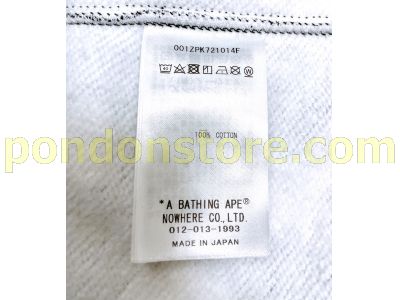 001ZPK721014F
100% COTTON
pondonstore.com
*A BATHING APE®
NOWHERE CO., LTD.
012-013-1993
MADE IN JAPAN